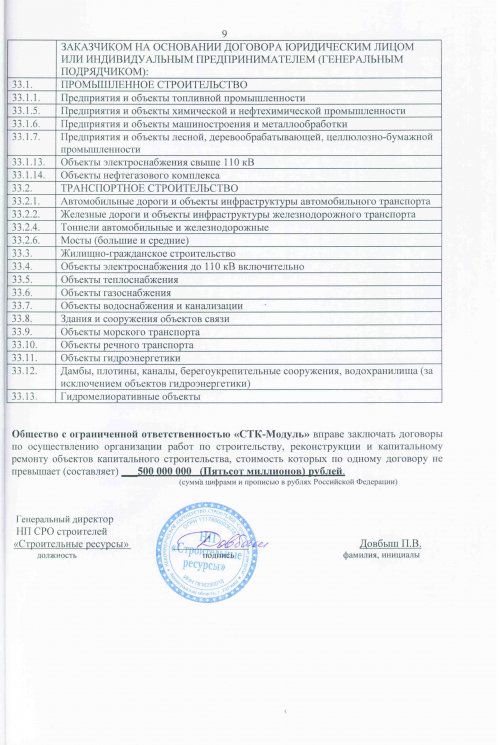 9
ЗАКАЗЧИКОМ НА ОСНОВАНИИ ДОГОВОРА ЮРИДИЧЕСКИМ ЛИЦОМ
ИЛИ ИНДИВИДУАЛЬНЫМ ПРЕДПРИНИМАТЕЛЕМ (ГЕНЕРАЛЬНЫМ
ПОДРЯДЧИКОМ):
33.1. ПРОМЫШЛЕННОЕ СТРОИТЕЛЬСТВО
33.1.1. Предприятия и объекты топливной промышленности
33.1.5. Предприятия и объекты химической и нефтехимической промышленности
33.1.6. Предприятия и объекты машиностроения и металлообработки
33.1.7. Предприятия и объекты лесной, деревообрабатывающей, целлюлозно-бумажной
промышленности
33.1.13. Объекты электроснабжения свыше 110 кВ
33.1.14. Объекты нефтегазового комплекса
33.2. ТРАНСПОРТНОЕ СТРОИТЕЛЬСТВО
33.2.1. Автомобильные дороги и объекты инфраструктуры автомобильного транспорта
33.2.2. Железные дороги и объекты инфраструктуры железнодорожного транспорта
33.2.4. Тоннели автомобильные и железнодорожные
33.2.6. Мосты (большие и средние)
33.3. Жилищно-гражданское строительство
33.4. Объекты электроснабжения до 110 кВ включительно
33.5. Объекты теплоснабжения
33.6. Объекты газоснабжения
33.7. Объекты водоснабжения и канализации
33.8. Здания и сооружения объектов связи
33.9. Объекты морского транспорта
33.10. Объекты речного транспорта
33.11. Объекты гидроэнергетики
33.12. Дамбы, плотины, каналы, берегоукрепительные сооружения, водохранилища (за
исключением объектов гидроэнергетики)
33.13. Гидромелиоративные объекты
Общество с ограниченной ответственностью «СТК-Модуль» вправе заключать договоры
по осуществлению организации работ по строительству, реконструкции и капитальному
ремонту объектов капитального строительства, стоимость которых по одному договору не
превышает (составляет) ___500 000 000 (Пятьсот миллионов) рублей.
(сумма цифрами и прописью в рублях Российской Федерации)
Генеральный директор
НП СРО строителей
«Строительные ресурсы» Довбыш П.В.
должность подпись фамилия, инициалы
НП
«Строительные
ресурсы»